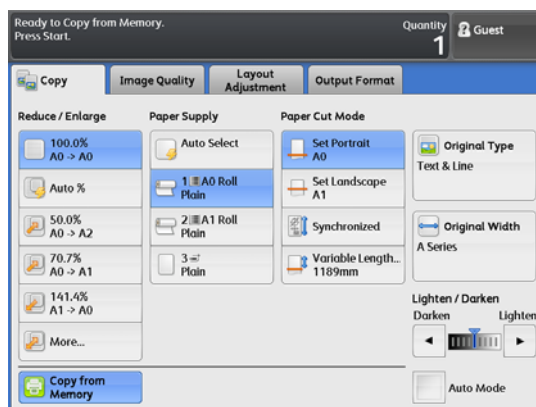 Ready to Copy from Memory.
Press Start.
Quantity
1
Guest
Copy
Image Quality
Layout
Adjustment
Output Format
Reduce / Enlarge
100.0%
A0 -> A0
Auto %
50.0%
A0 -> A2
70.7%
A0 -> A1
141.4%
A1 -> A0
More...
Copy from
Memory
Paper Supply
Auto Select
1 A0 Roll
Plain
2 A1 Roll
Plain
3
Plain
Paper Cut Mode
Set Portrait
A0
Set Landscape
A1
Synchronized
Variable Length...
1189mm
Original Type
Text & Line
Original Width
A Series
Lighten / Darken
Darken Lighten
Auto Mode